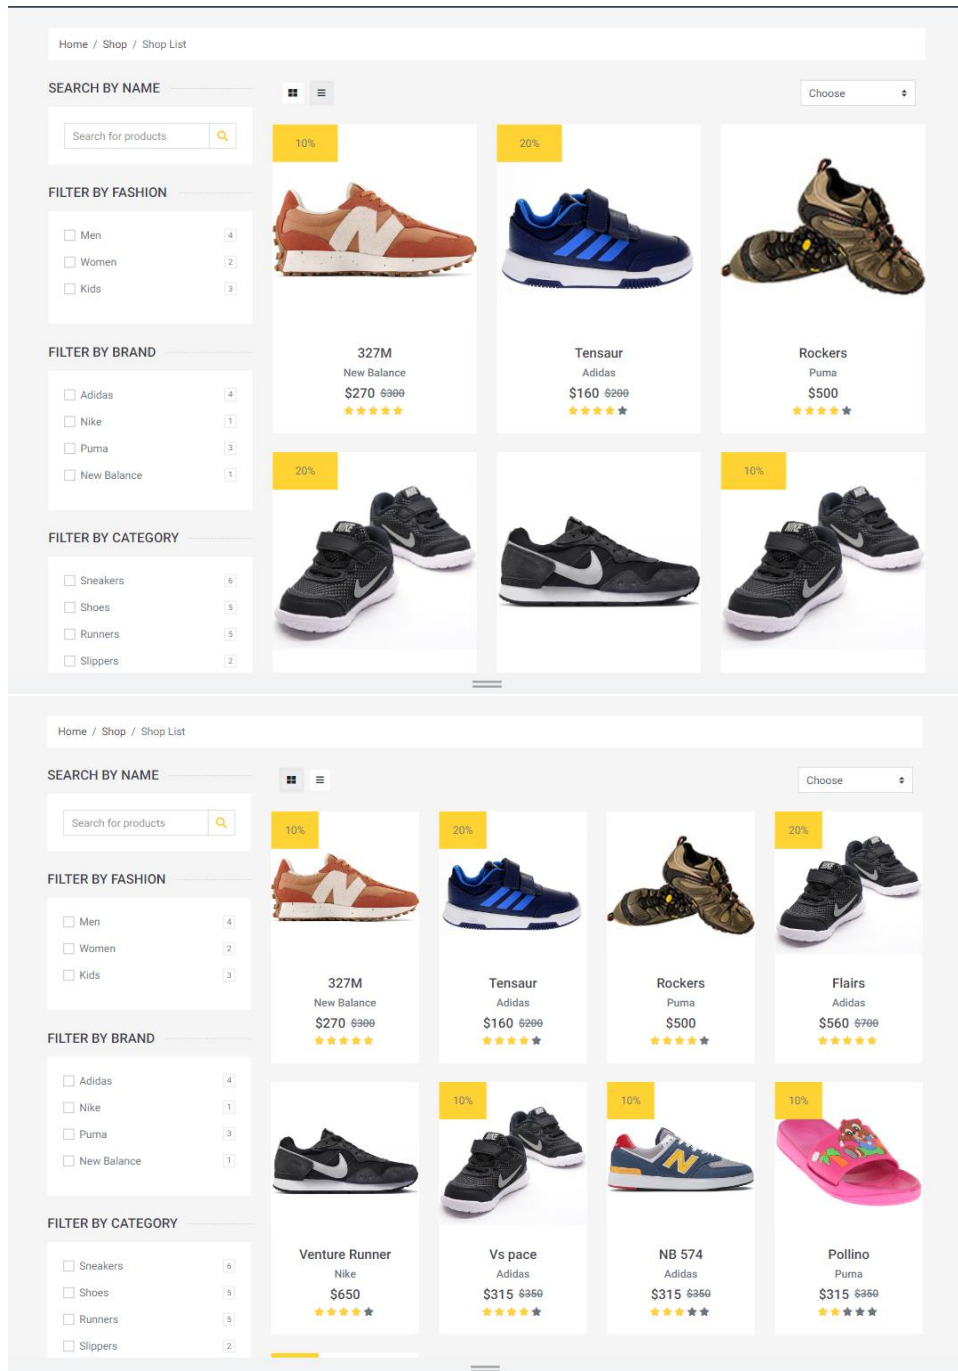 Home / Shop / Shop List
SEARCH BY NAME
Choose
Search for products
FILTER BY FASHION
Men 4
Women 2
Kids 3
FILTER BY BRAND
Adidas 4
Nike 1
Puma 3
New Balance 1
FILTER BY CATEGORY
Sneakers 6
Shoes 5
Runners 5
Slippers 2
10%
327M
New Balance
$270 $300
20%
Tensaur
Adidas
$160 $200
Rockers
Puma
$500
20%
NIKE
10%
NIKE
Home / Shop / Shop List
SEARCH BY NAME
Choose
Search for products
FILTER BY FASHION
Men 4
Women 2
Kids 3
FILTER BY BRAND
Adidas 4
Nike 1
Puma 3
New Balance 1
FILTER BY CATEGORY
Sneakers 6
Shoes 5
Runners 5
Slippers 2
10%
327M
New Balance
$270 $300
20%
Tensaur
Adidas
$160 $200
Rockers
Puma
$500
20%
Flairs
Adidas
$560 $700
Venture Runner
Nike
$650
10%
NIKE
Vs pace
Adidas
$315 $350
10%
NB 574
Adidas
$315 $350
10%
Pollino
Puma
$315 $350